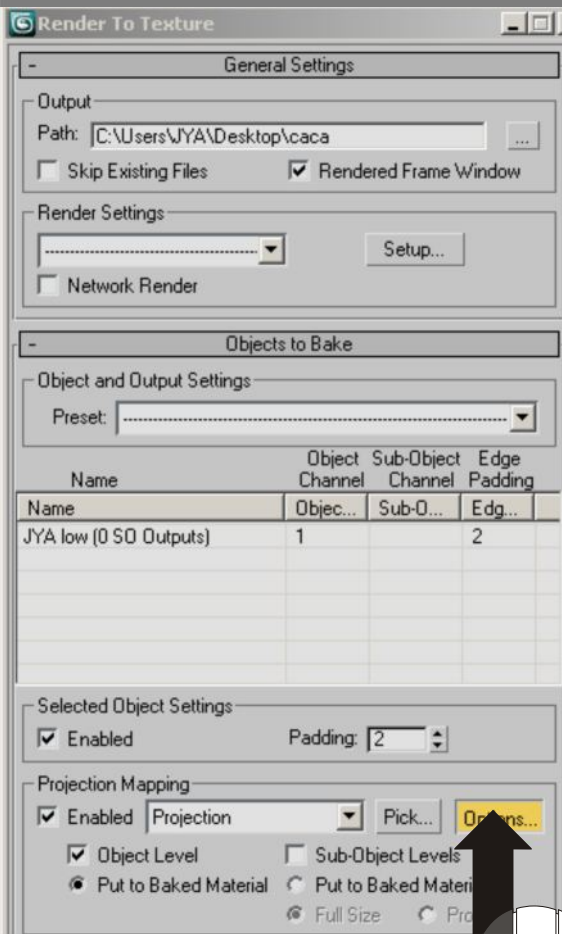 Render To Texture
- General Settings
Output
Path: C:\Users\JYA\Desktop\caca ...
Skip Existing Files Rendered Frame Window
Render Settings
Setup...
Network Render
- Objects to Bake
Object and Output Settings
Preset:
Object Sub-Object Edge
Name Channel Channel Padding
Name Objec... Sub-O... Edg...
JYA low (0 SO Outputs) 1 2
Selected Object Settings
Enabled Padding: 2
Projection Mapping
Enabled Projection Pick...
Object Level Sub-Object Levels
Put to Baked Material Put to Baked
Full Size